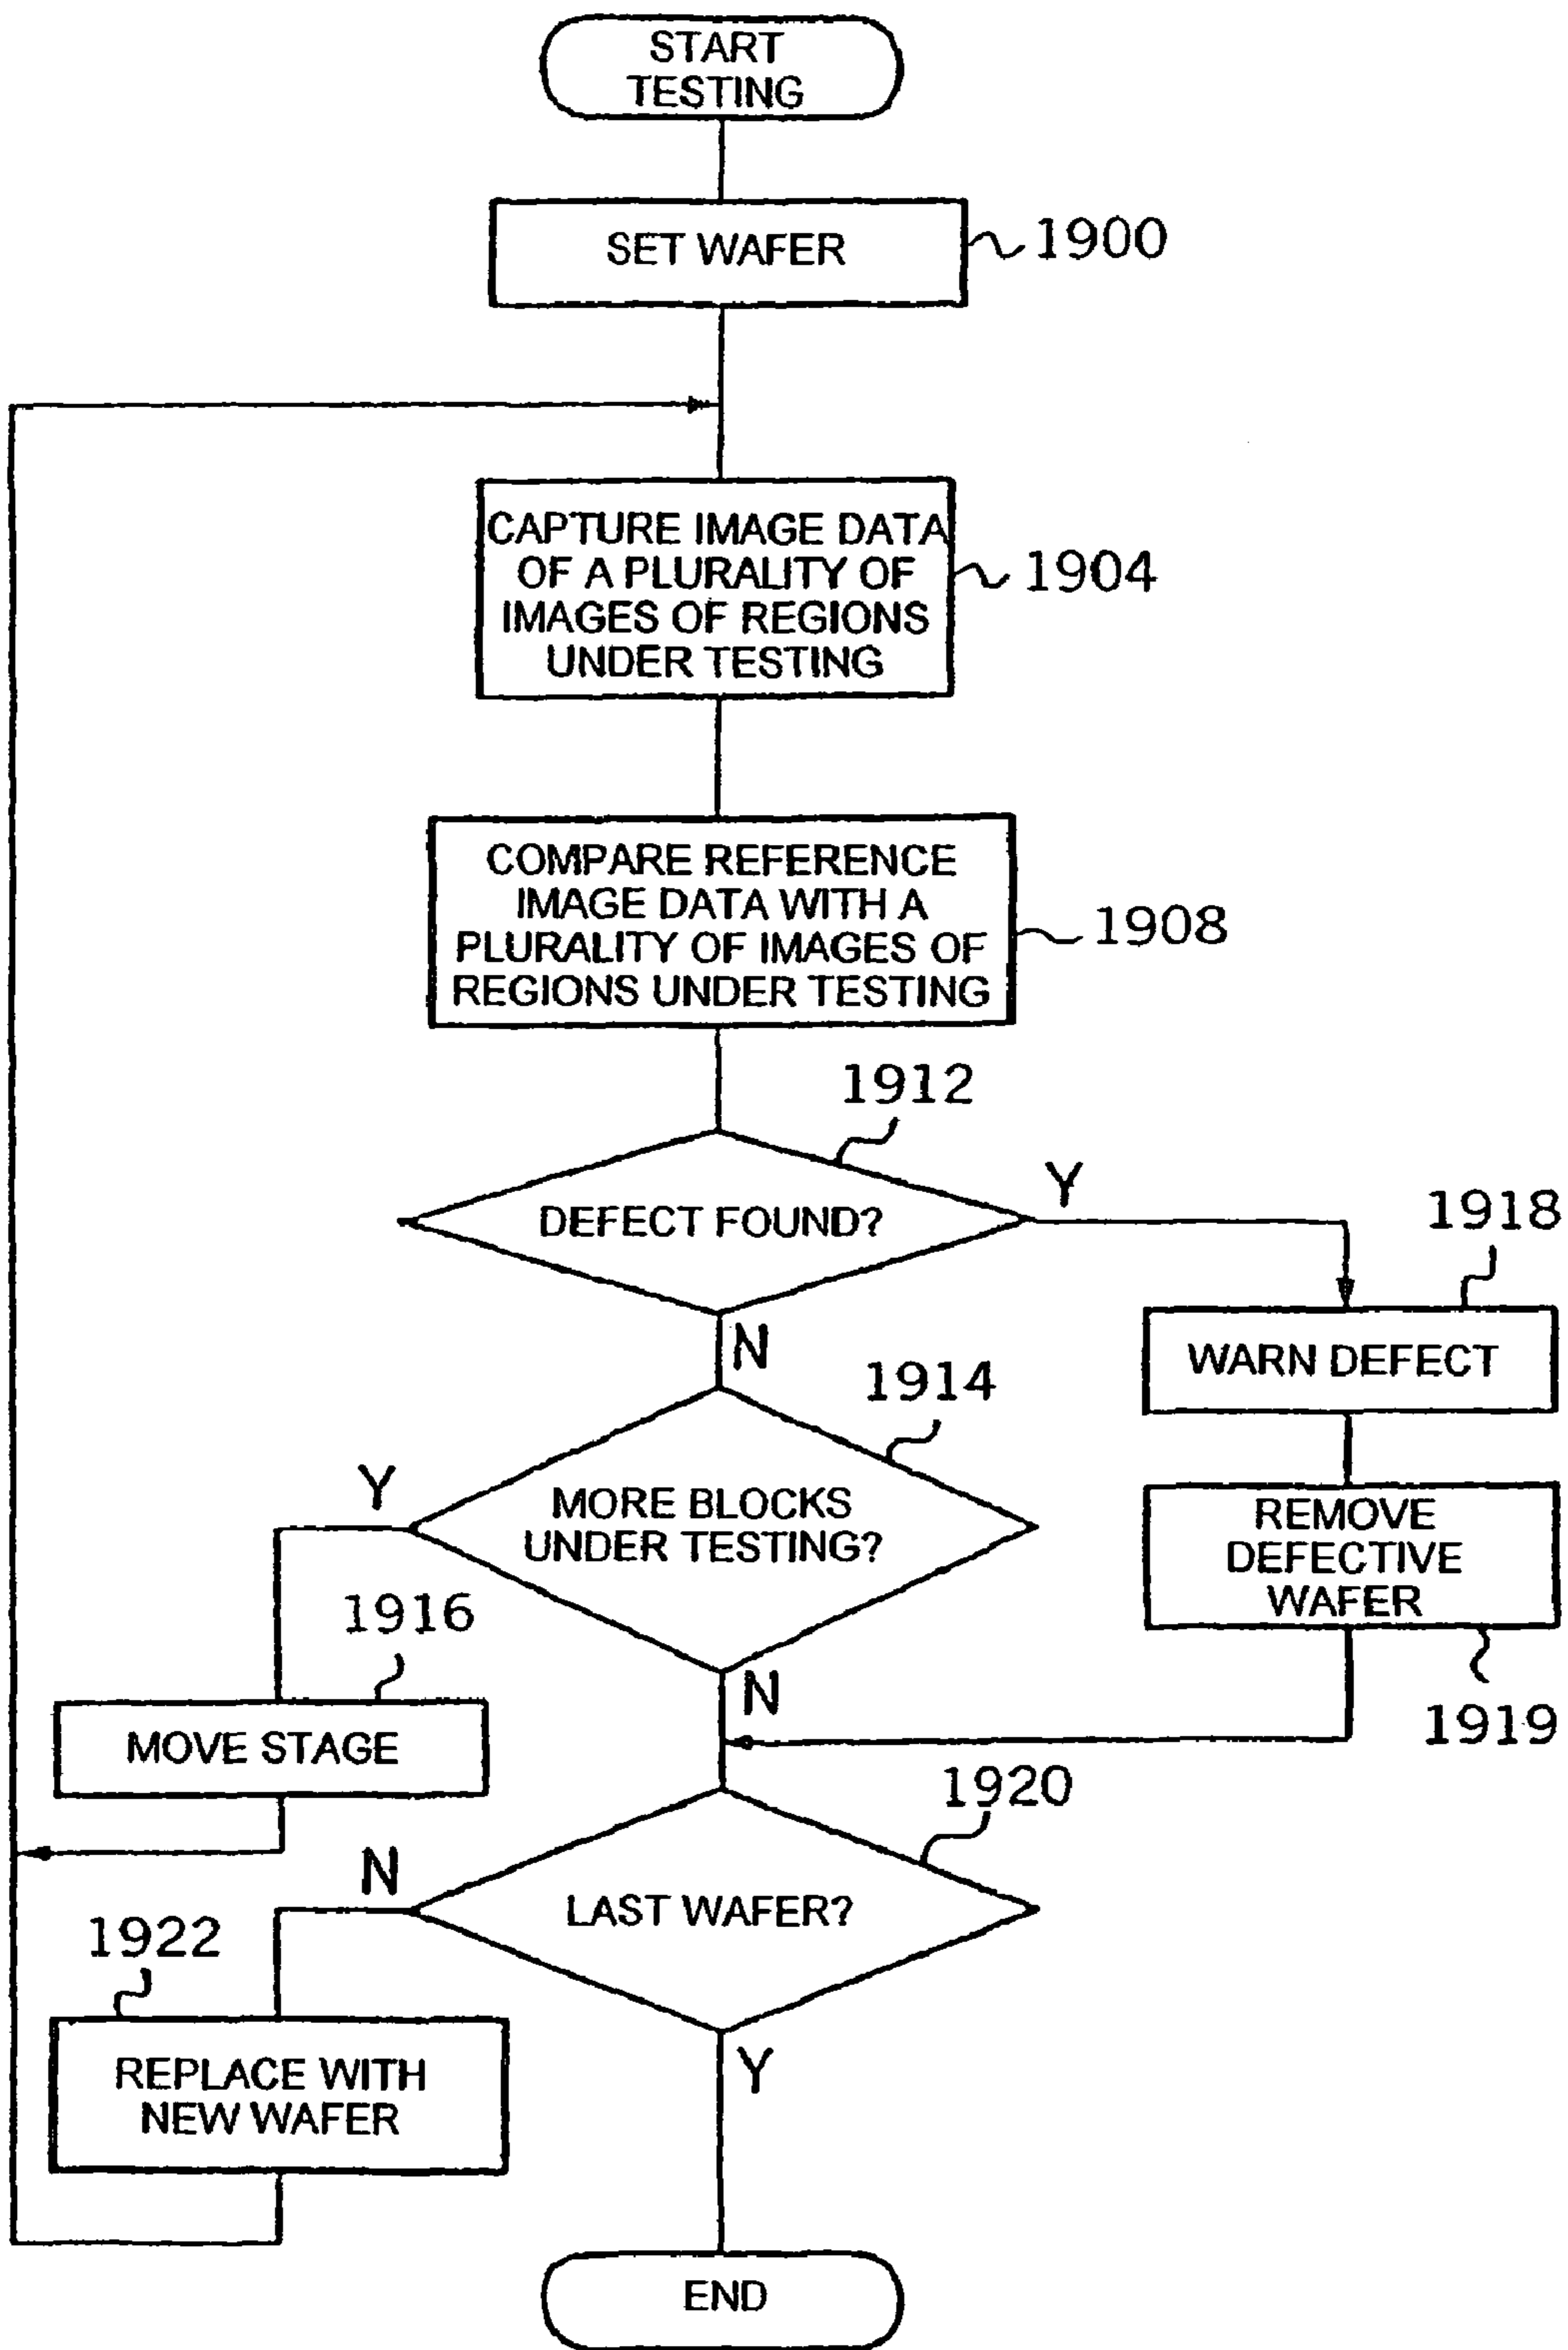 START
TESTING
SET WAFER
1900
CAPTURE IMAGE DATA
OF A PLURALITY OF
IMAGES OF REGIONS
UNDER TESTING
1904
COMPARE REFERENCE
IMAGE DATA WITH A
PLURALITY OF IMAGES OF
REGIONS UNDER TESTING
1908
1912
DEFECT FOUND?
Y
N
1918
WARN DEFECT
1914
MORE BLOCKS
UNDER TESTING?
Y
N
REMOVE
DEFECTIVE
WAFER
1919
1916
MOVE STAGE
1920
LAST WAFER?
N
Y
1922
REPLACE WITH
NEW WAFER
END